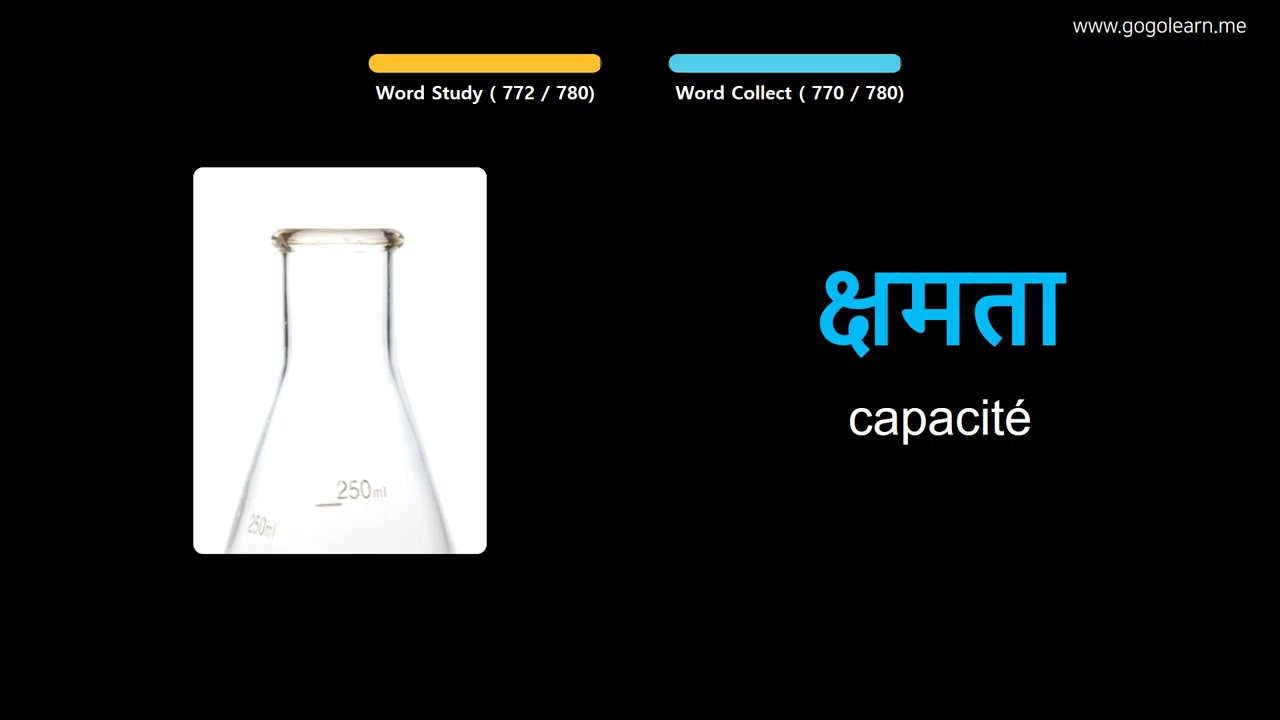 www.gogolearn.me
Word Study ( 772 / 780)
Word Collect ( 770 / 780)
क्षमता
capacité
250ml
250ml